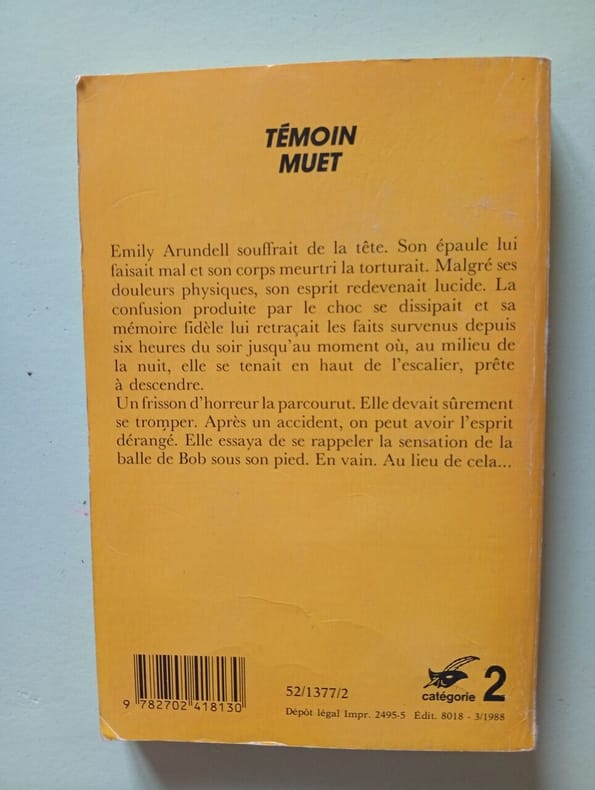 TÉMOIN
MUET
Emily Arundell souffrait de la tête. Son épaule lui
faisait mal et son corps meurtri la torturait. Malgré ses
douleurs physiques, son esprit redevenait lucide. La
confusion produite par le choc se dissipait et sa
mémoire fidèle lui retraçait les faits survenus depuis
six heures du soir jusqu'au moment où, au milieu de
la nuit, elle se tenait en haut de l'escalier, prête
à descendre.
Un frisson d'horreur la parcourut. Elle devait sûrement
se tromper. Après un accident, on peut avoir l'esprit
dérangé. Elle essaya de se rappeler la sensation de la
balle de Bob sous son pied. En vain. Au lieu de cela...
9 782702 418130
52/1377/2
catégorie 2
Dépôt légal Impr. 2495-5 Édit. 8018 - 3/1988